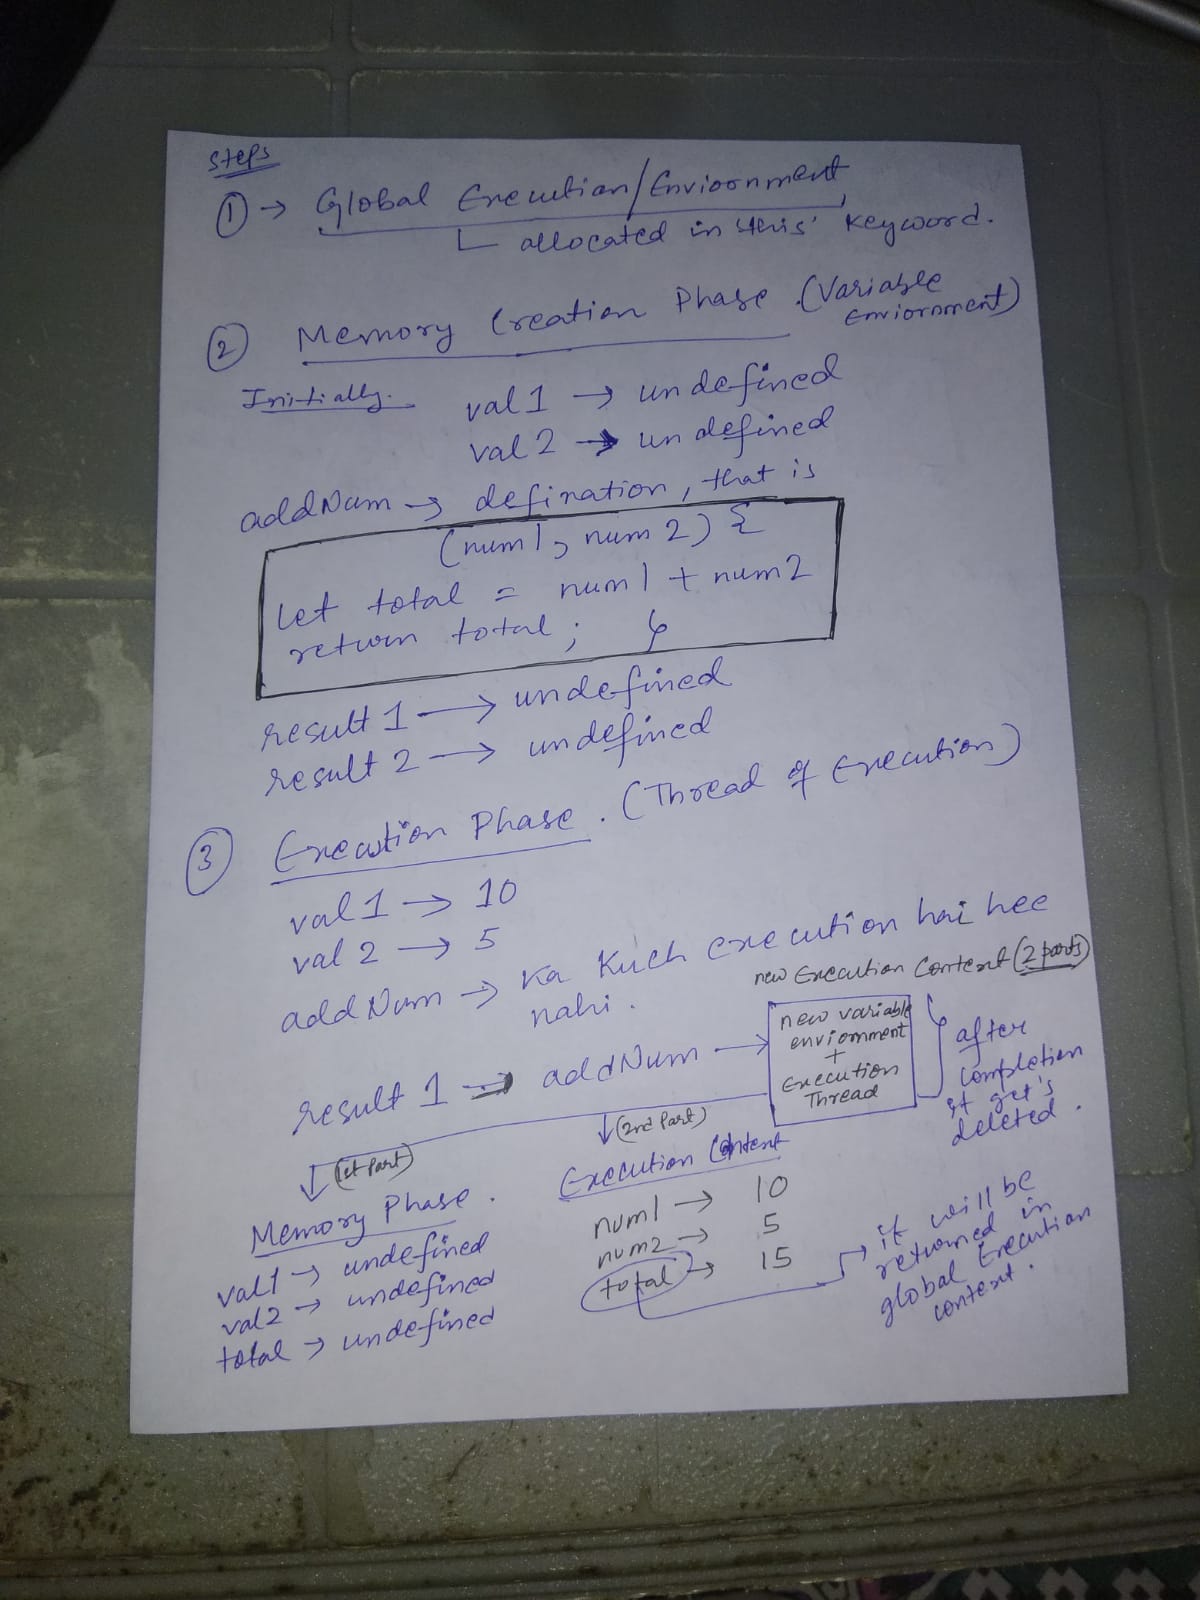 Steps
① → Global Execution/Enviornment
allocated in 'this' keyword.
② Memory Creation Phase (Variable
Enviornment)
Initially.
val 1 → undefined
val 2 → undefined
addNum → defination, that is
(num1, num2) {
let total = num1 + num2
return total; }
result 1 → undefined
result 2 → undefined
③ Execution Phase. (Thread of Execution)
val 1 → 10
val 2 → 5
addNum → Ka Kuch execution hai hee
nahi.
new Execution Context (2 parts)
result 1 → addNum →
new variable
enviornment
+
Execution
Thread
after
completion
it get's
deleted.
↓ (1st Part)
Memory Phase.
val1 → undefined
val2 → undefined
total → undefined
↓ (2nd Part)
Execution Context
num1 → 10
num2 → 5
total → 15
→ it will be
returned in
global Execution
context.